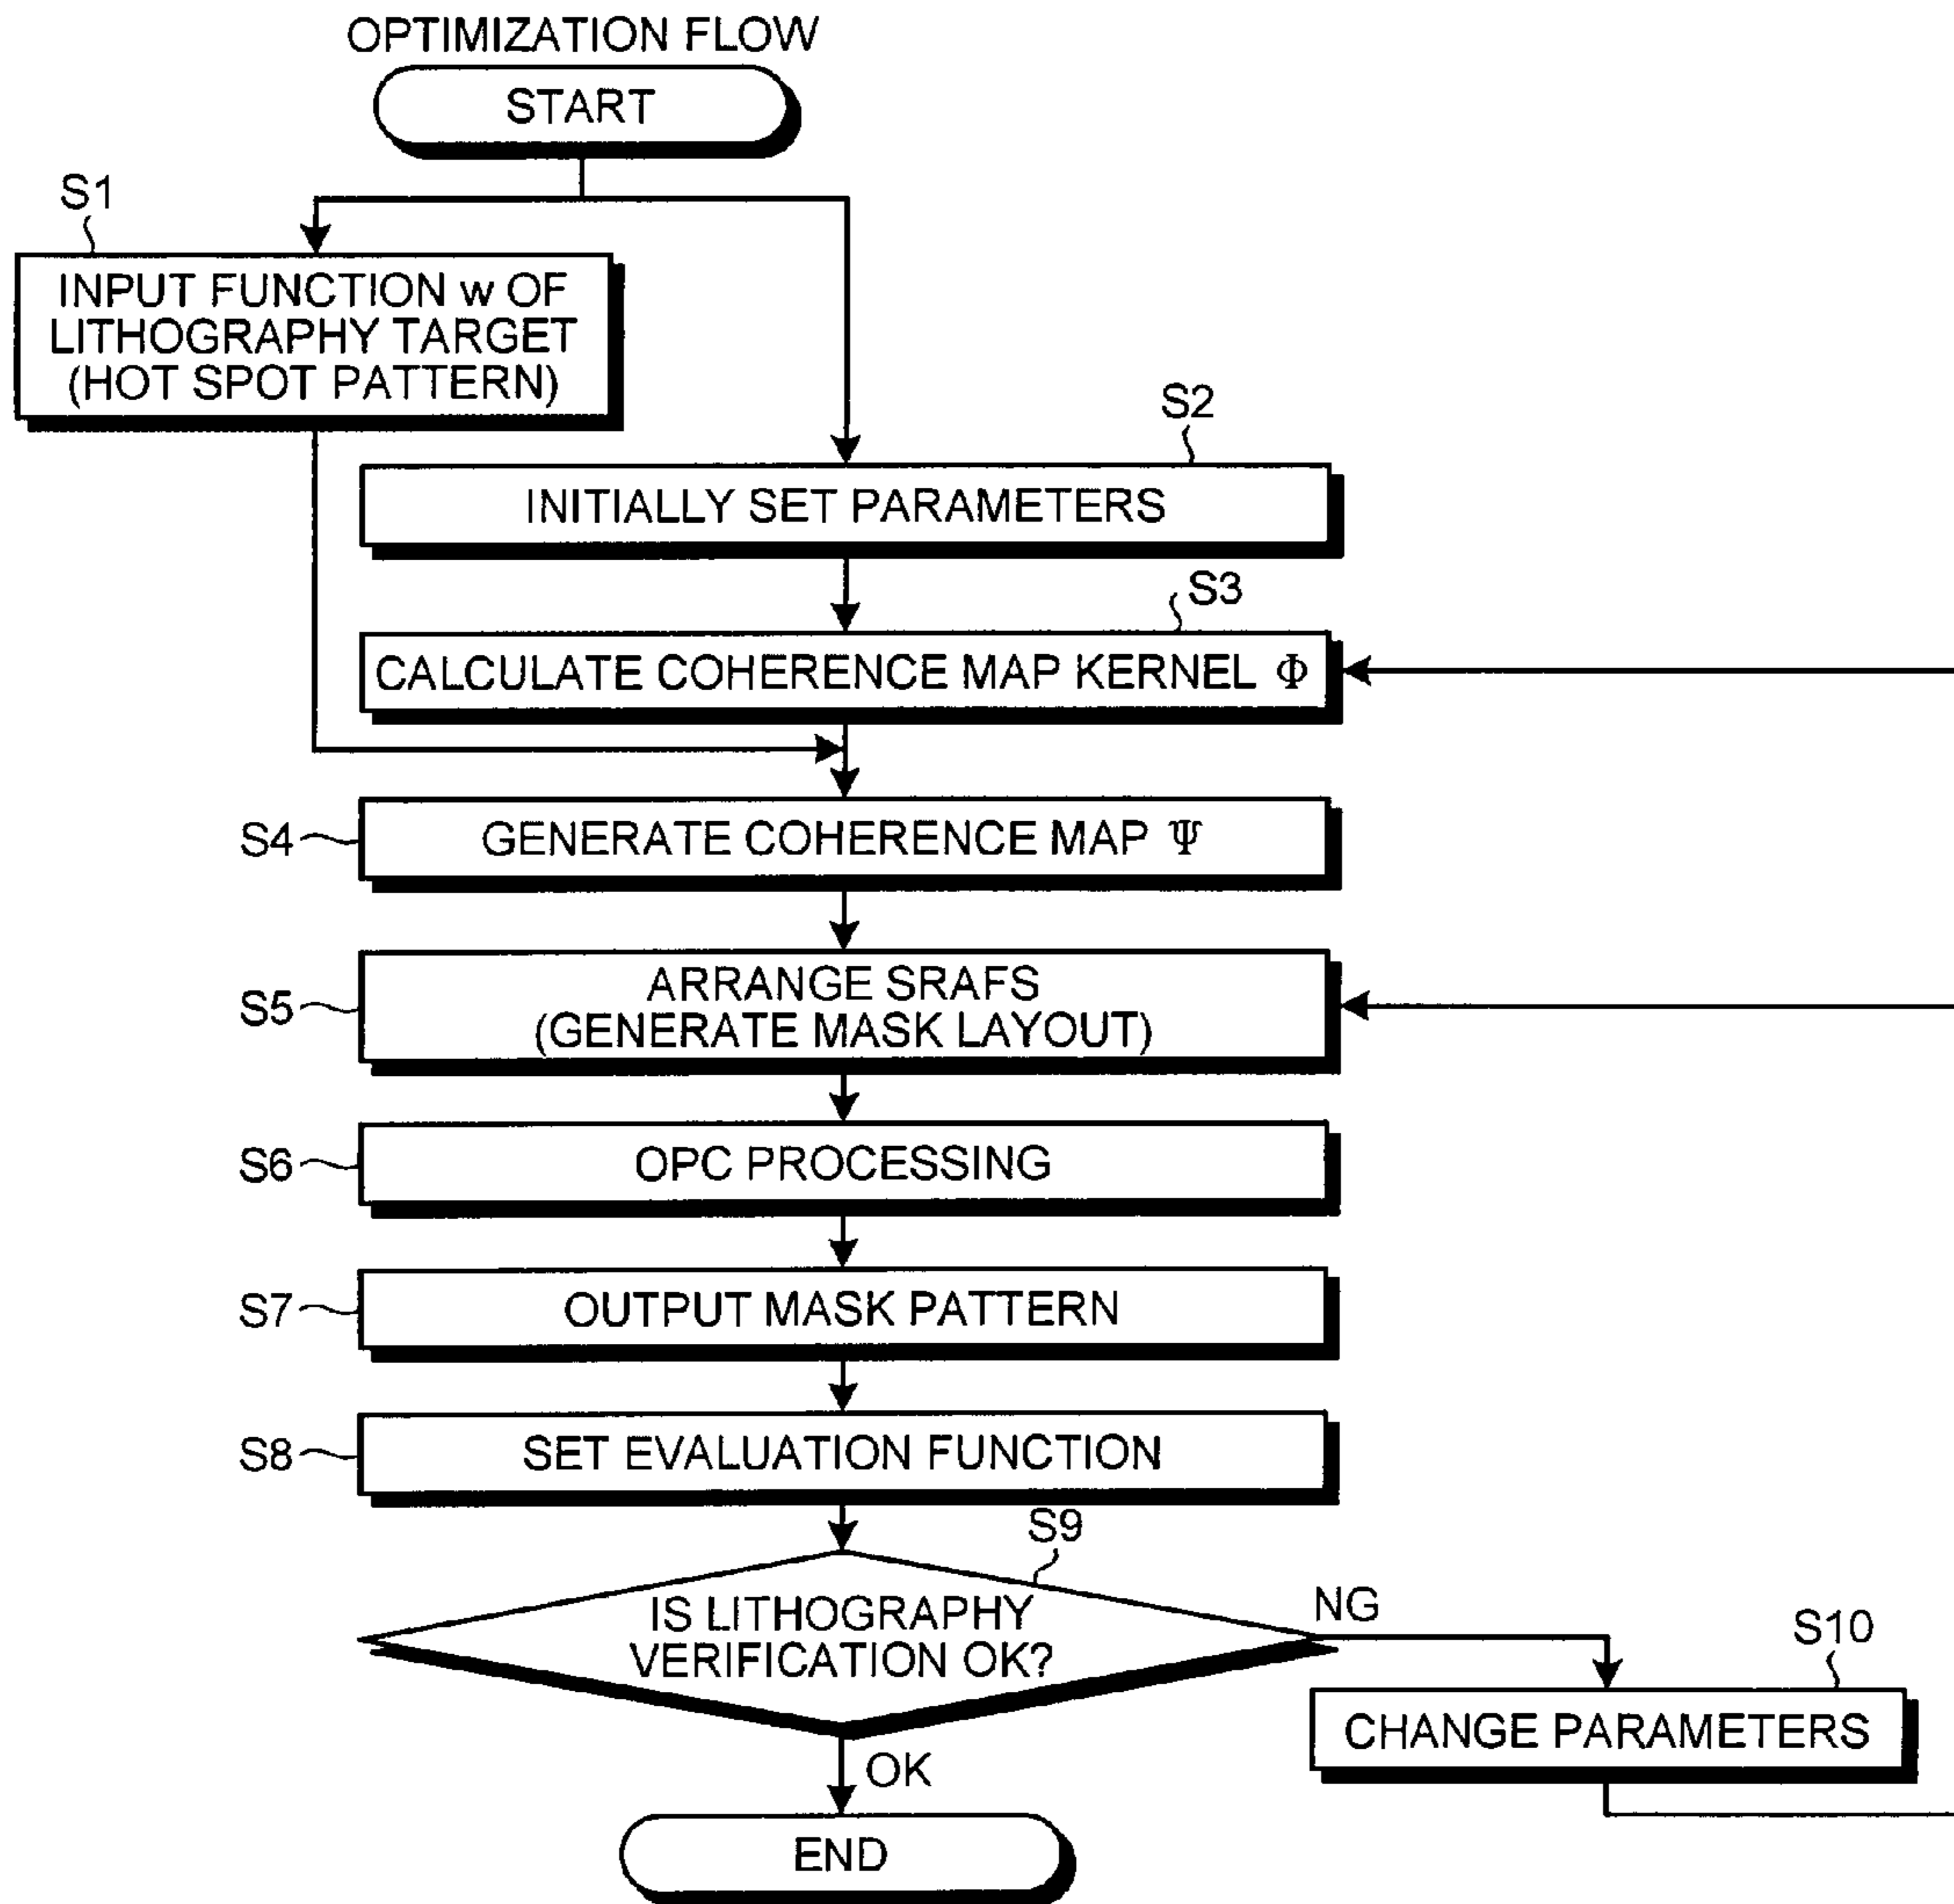 OPTIMIZATION FLOW
START
S1
INPUT FUNCTION w OF
LITHOGRAPHY TARGET
(HOT SPOT PATTERN)
S2
INITIALLY SET PARAMETERS
S3
CALCULATE COHERENCE MAP KERNEL Φ
S4
GENERATE COHERENCE MAP Ψ
S5
ARRANGE SRAFS
(GENERATE MASK LAYOUT)
S6
OPC PROCESSING
S7
OUTPUT MASK PATTERN
S8
SET EVALUATION FUNCTION
S9
IS LITHOGRAPHY
VERIFICATION OK?
NG
S10
CHANGE PARAMETERS
OK
END